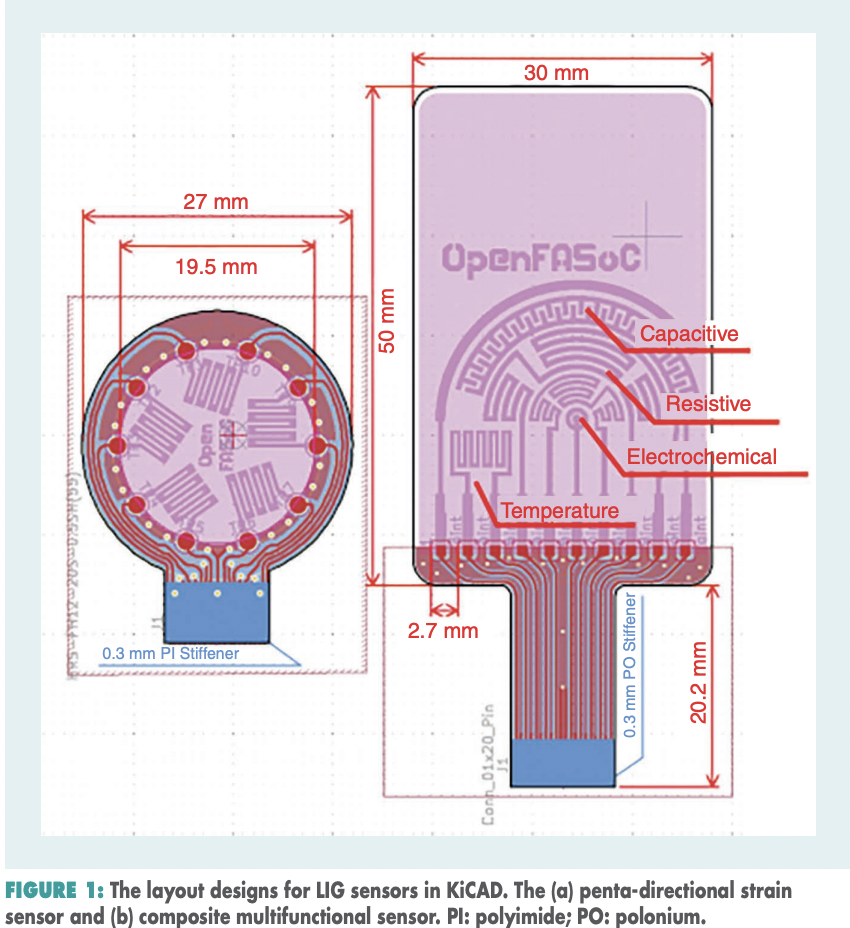 30 mm
27 mm
19.5 mm
50 mm
OpenFASoC
Capacitive
Resistive
Electrochemical
Temperature
Open
2.7 mm
0.3 mm PI Stiffener
0.3 mm PO Stiffener
20.2 mm
Conn_01x20_Pin
J1
J1
FIGURE 1: The layout designs for LIG sensors in KiCAD. The (a) penta-directional strain
sensor and (b) composite multifunctional sensor. PI: polyimide; PO: polonium.